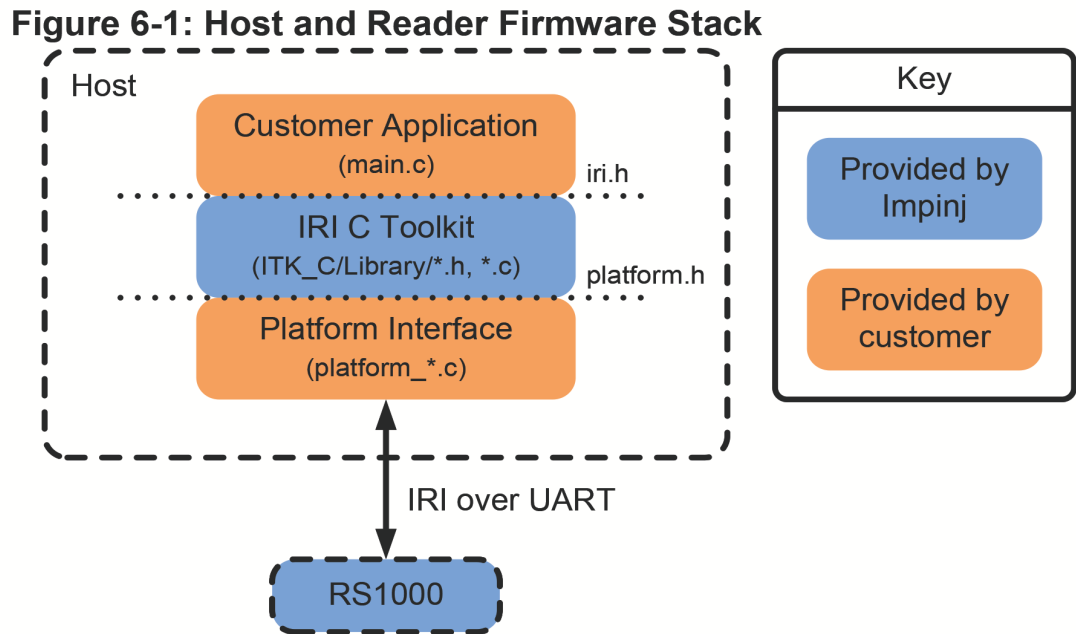 Figure 6-1: Host and Reader Firmware Stack
Host
Customer Application
(main.c)
iri.h
IRI C Toolkit
(ITK_C/Library/*.h, *.c)
platform.h
Platform Interface
(platform_*.c)
IRI over UART
RS1000
Key
Provided by
Impinj
Provided by
customer